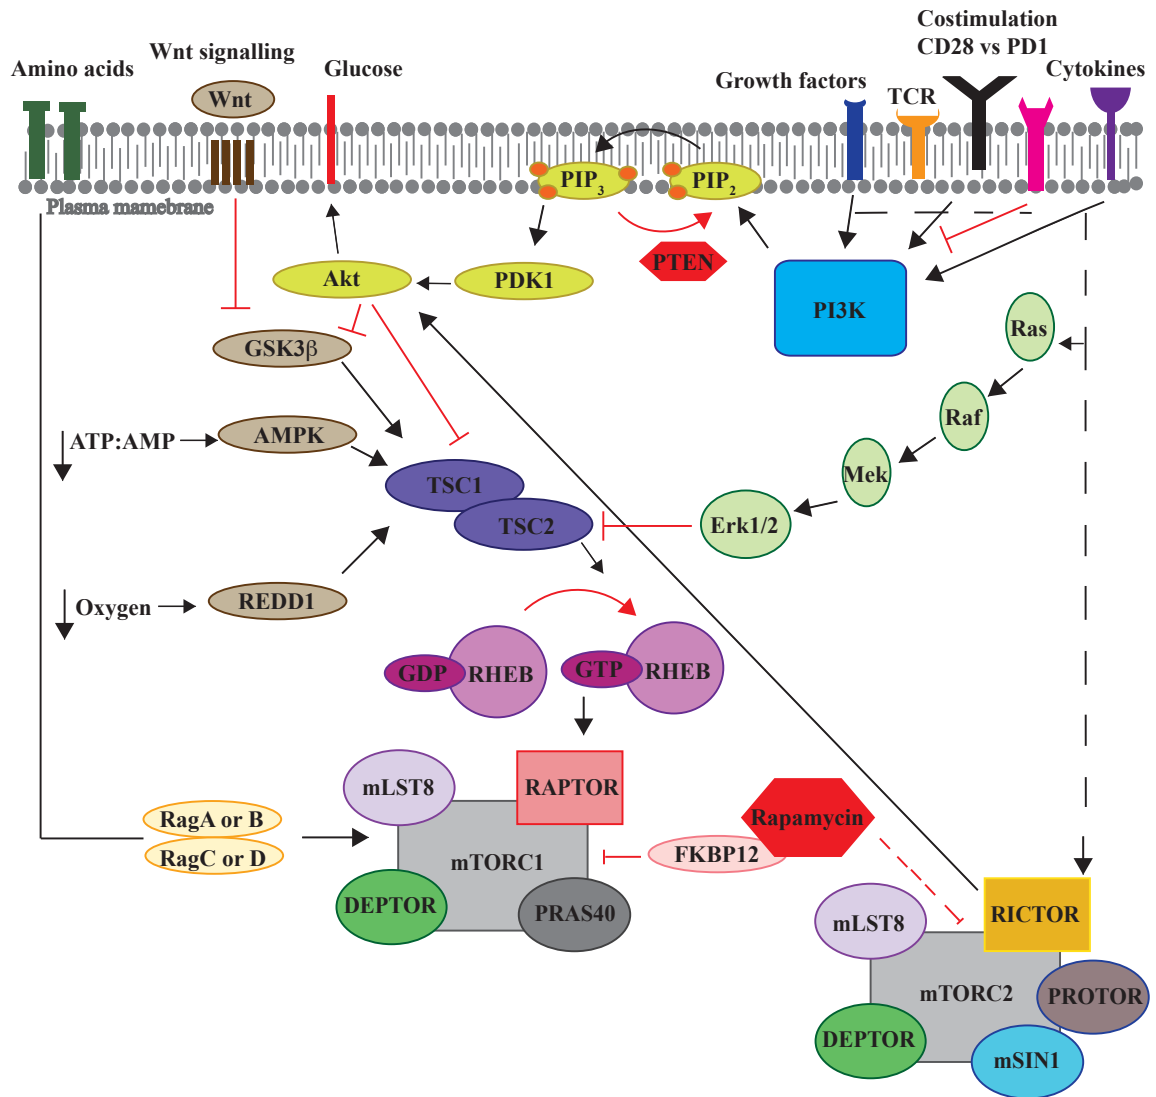 Costimulation
CD28 vs PD1
Wnt signalling
Amino acids
Glucose
Growth factors
TCR
Cytokines
Wnt
PIP3
PIP2
Plasma mamebrane
PTEN
Akt
PDK1
PI3K
Ras
GSK3β
Raf
ATP:AMP
AMPK
Mek
TSC1
TSC2
Erk1/2
Oxygen
REDD1
GDP
RHEB
GTP
RHEB
mLST8
RAPTOR
RagA or B
RagC or D
mTORC1
FKBP12
Rapamycin
DEPTOR
PRAS40
mLST8
RICTOR
mTORC2
PROTOR
DEPTOR
mSIN1